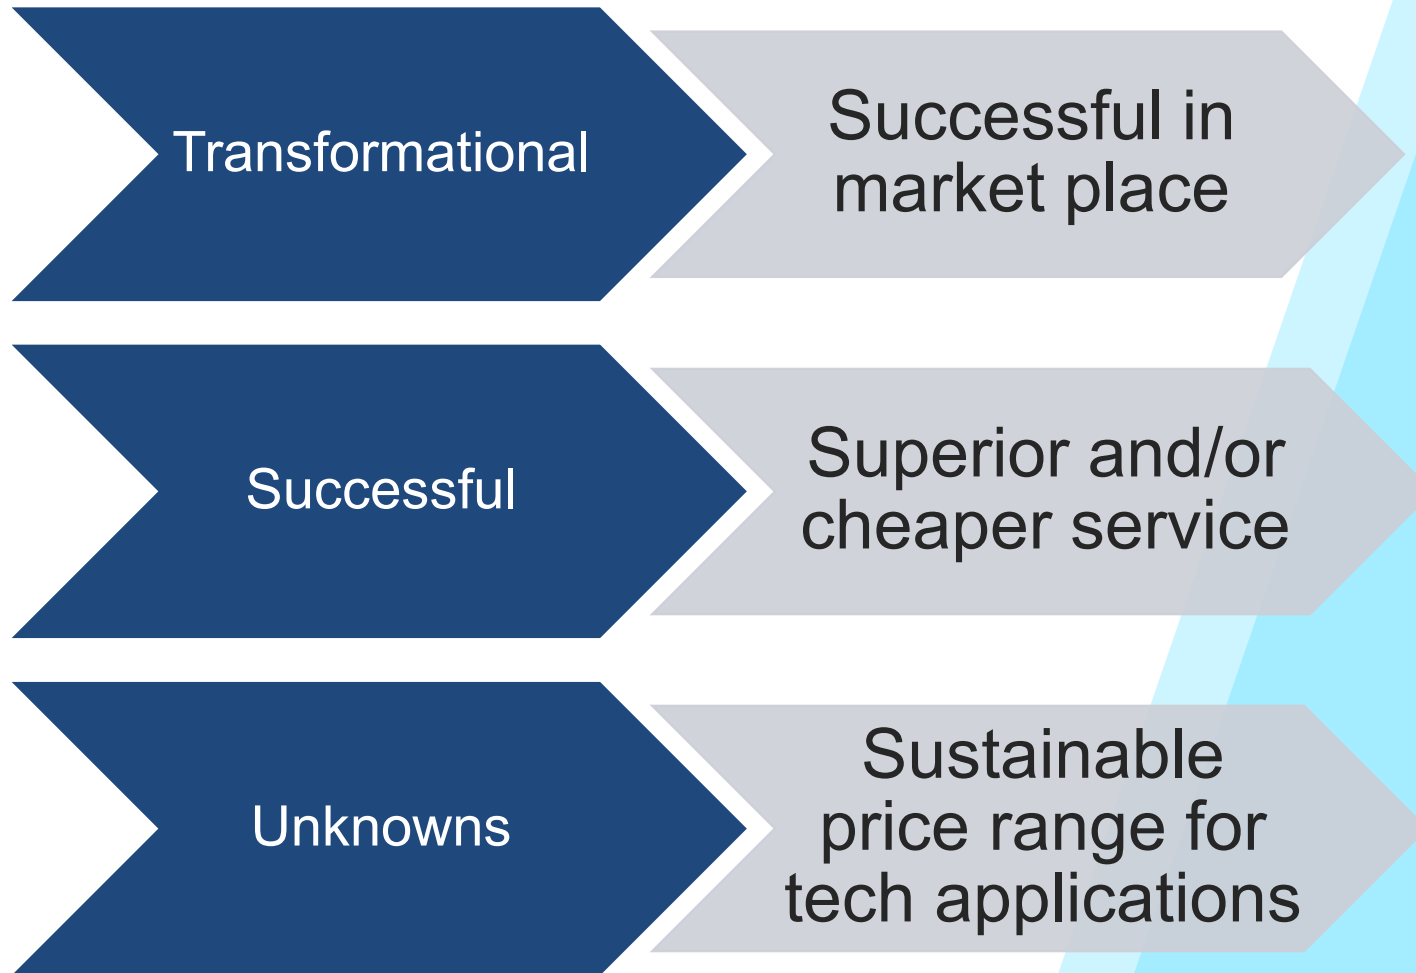 Transformational
Successful in
market place
Successful
Superior and/or
cheaper service
Unknowns
Sustainable
price range for
tech applications